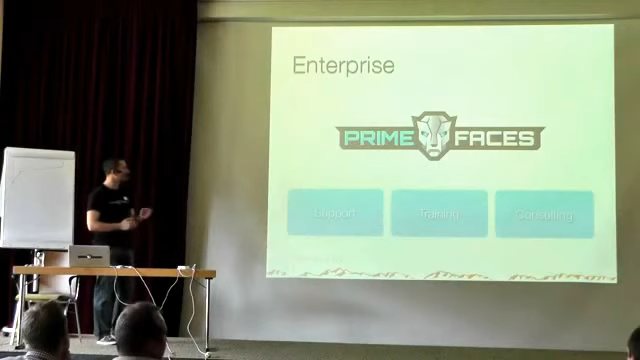 Enterprise
PRIME FACES
Support
Training
Consulting